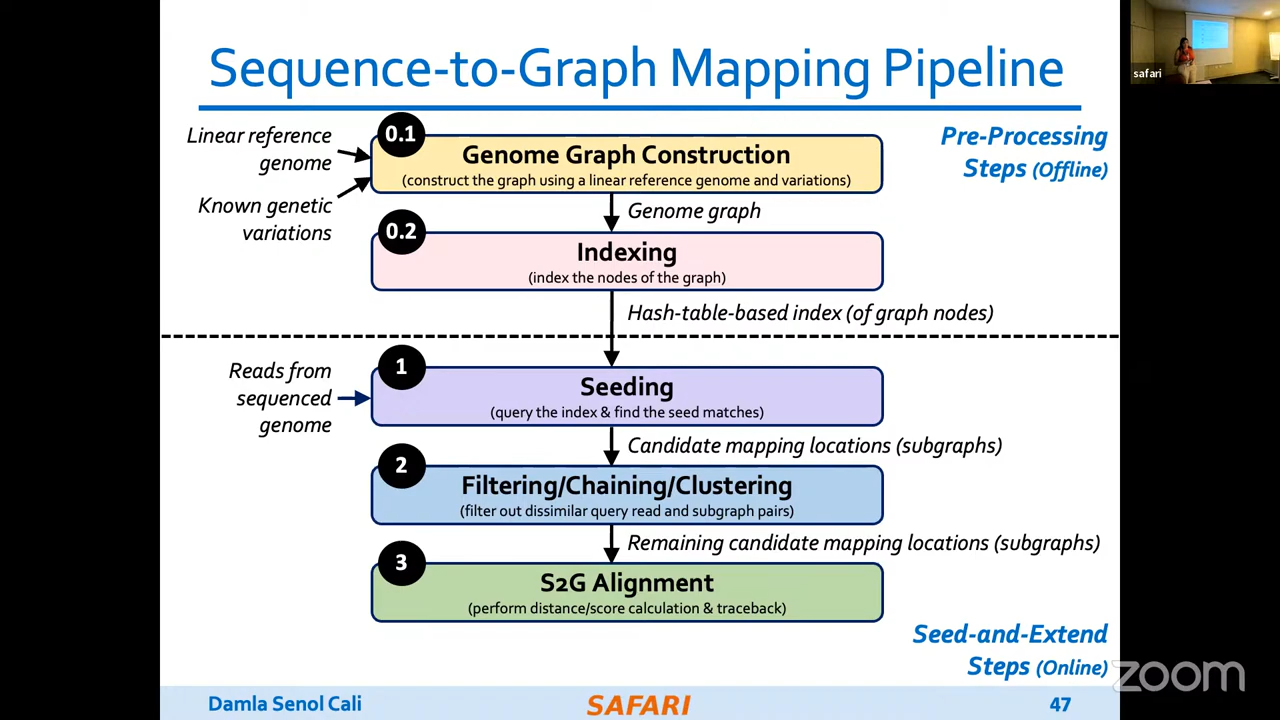 Sequence-to-Graph Mapping Pipeline
safari
Linear reference
genome
Known genetic
variations
0.1
Genome Graph Construction
(construct the graph using a linear reference genome and variations)
Pre-Processing
Steps (Offline)
Genome graph
0.2
Indexing
(index the nodes of the graph)
Hash-table-based index (of graph nodes)
Reads from
sequenced
genome
1
Seeding
(query the index & find the seed matches)
Candidate mapping locations (subgraphs)
2
Filtering/Chaining/Clustering
(filter out dissimilar query read and subgraph pairs)
Remaining candidate mapping locations (subgraphs)
3
S2G Alignment
(perform distance/score calculation & traceback)
Seed-and-Extend
Steps (Online)
zoom
Damla Senol Cali
SAFARI
47